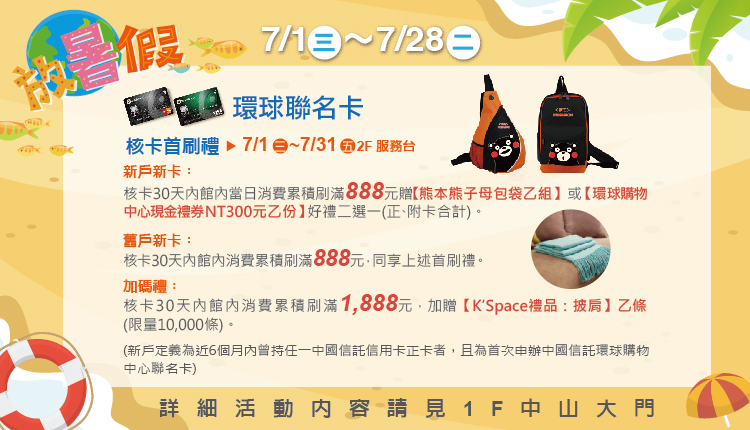 放暑假
7/1㊂～7/28㊁
環球聯名卡
核卡首刷禮▶7/1㊂~7/31㊄2F 服務台
新戶新卡：
核卡30天內館內當日消費累積刷滿888元贈【熊本熊子母包袋乙組】或【環球購物
中心現金禮券NT300元乙份】好禮二選一(正、附卡合計)。
舊戶新卡：
核卡30天內館內消費累積刷滿888元，同享上述首刷禮。
加碼禮：
核卡30天內館內消費累積刷滿1,888元，加贈【K'Space禮品：披肩】乙條
(限量10,000條)。
(新戶定義為近6個月內曾持任一中國信託信用卡正卡者，且為首次申辦中國信託環球購物
中心聯名卡)
詳細活動內容請見1F中山大門